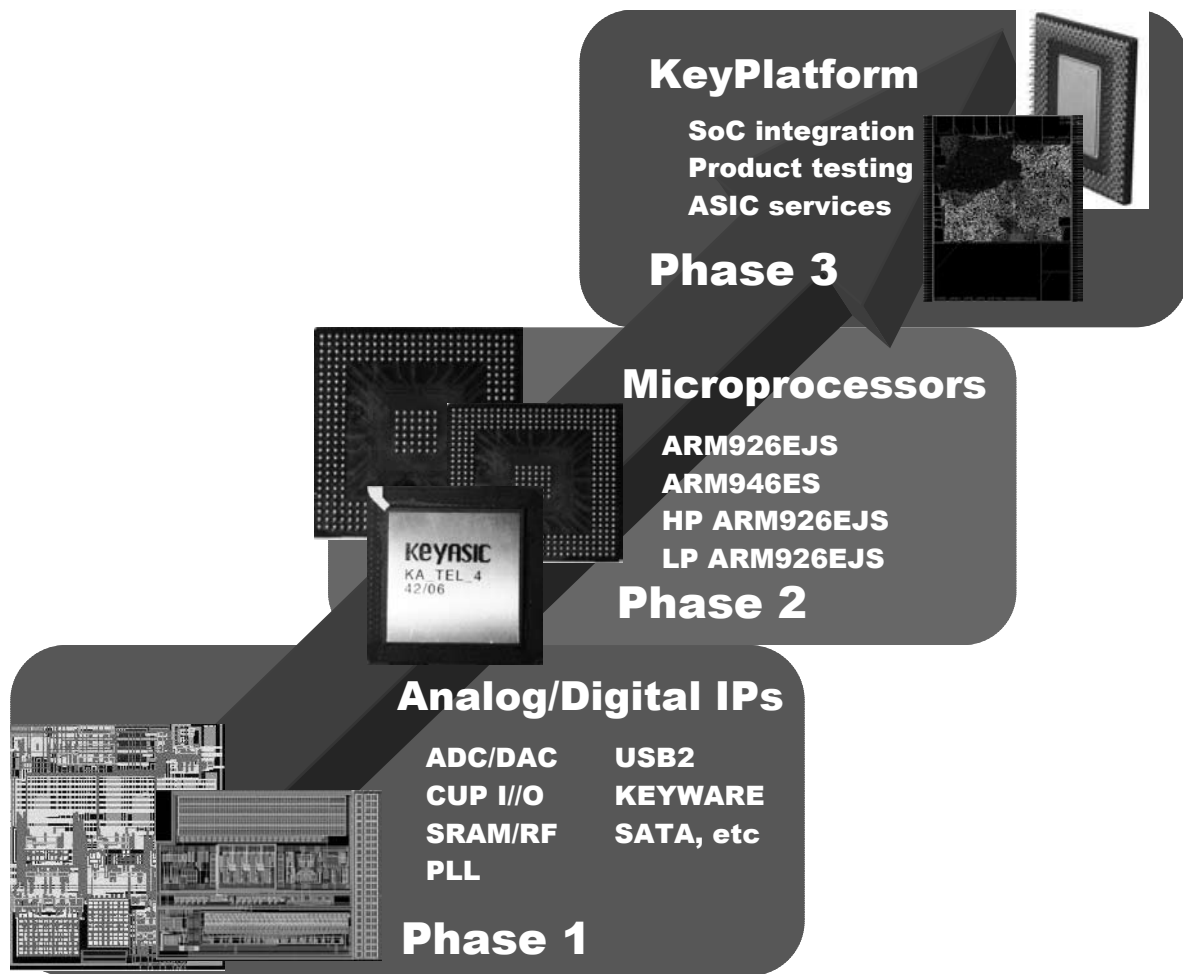 KeyPlatform
SoC integration
Product testing
ASIC services
Phase 3
Microprocessors
ARM926EJS
ARM946ES
HP ARM926EJS
LP ARM926EJS
Phase 2
KeyASIC
KA_TEL_4
42/06
Analog/Digital IPs
ADC/DAC USB2
CUP I//O KEYWARE
SRAM/RF SATA, etc
PLL
Phase 1